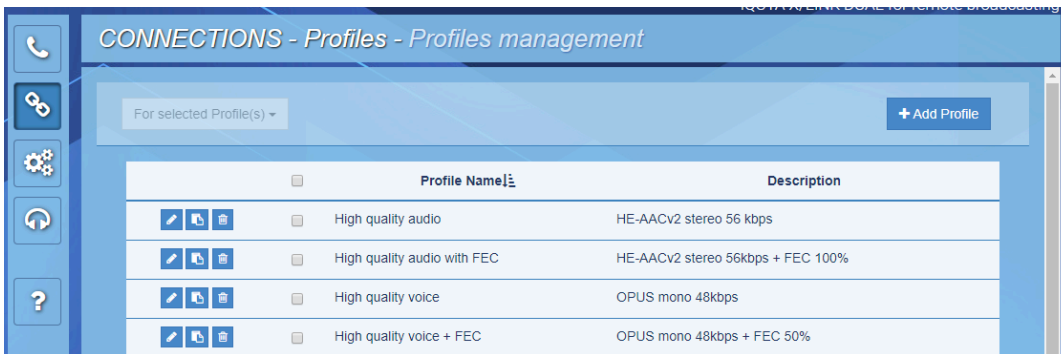 CONNECTIONS - Profiles - Profiles management
For selected Profile(s)
+ Add Profile
Profile Name Description
High quality audio HE-AACv2 stereo 56 kbps
High quality audio with FEC HE-AACv2 stereo 56kbps + FEC 100%
High quality voice OPUS mono 48kbps
High quality voice + FEC OPUS mono 48kbps + FEC 50%
?